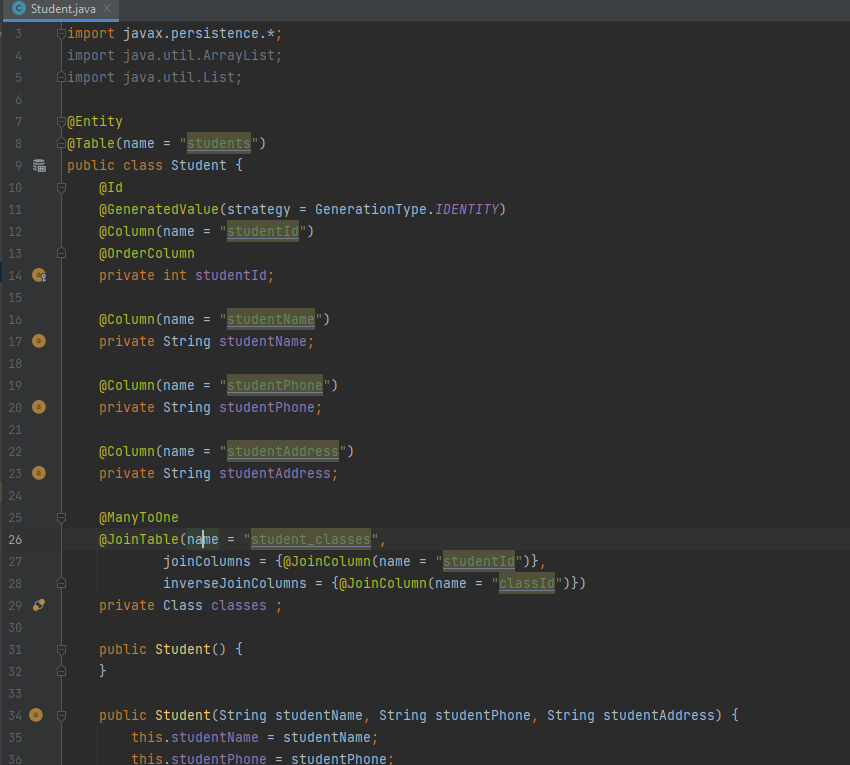 Student.java
3 import javax.persistence.*;
4 import java.util.ArrayList;
5 import java.util.List;
6
7 @Entity
8 @Table(name = "students")
9 public class Student {
10 @Id
11 @GeneratedValue(strategy = GenerationType.IDENTITY)
12 @Column(name = "studentId")
13 @OrderColumn
14 private int studentId;
15
16 @Column(name = "studentName")
17 private String studentName;
18
19 @Column(name = "studentPhone")
20 private String studentPhone;
21
22 @Column(name = "studentAddress")
23 private String studentAddress;
24
25 @ManyToOne
26 @JoinTable(name = "student_classes",
27 joinColumns = {@JoinColumn(name = "studentId")},
28 inverseJoinColumns = {@JoinColumn(name = "classId")})
29 private Class classes ;
30
31 public Student() {
32 }
33
34 public Student(String studentName, String studentPhone, String studentAddress) {
35 this.studentName = studentName;
36 this.studentPhone = studentPhone;